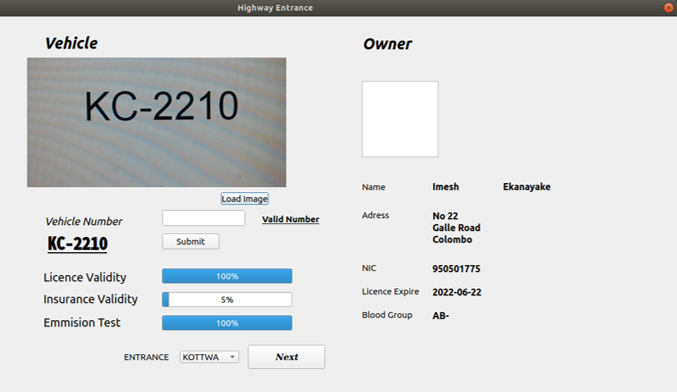 Highway Entrance
Vehicle
KC-2210
Load Image
Vehicle Number
Valid Number
KC-2210
Submit
Licence Validity 100%
Insurance Validity 5%
Emmision Test 100%
ENTRANCE KOTTWA Next
Owner
Name Imesh Ekanayake
Adress No 22
Galle Road
Colombo
NIC 950501775
Licence Expire 2022-06-22
Blood Group AB-